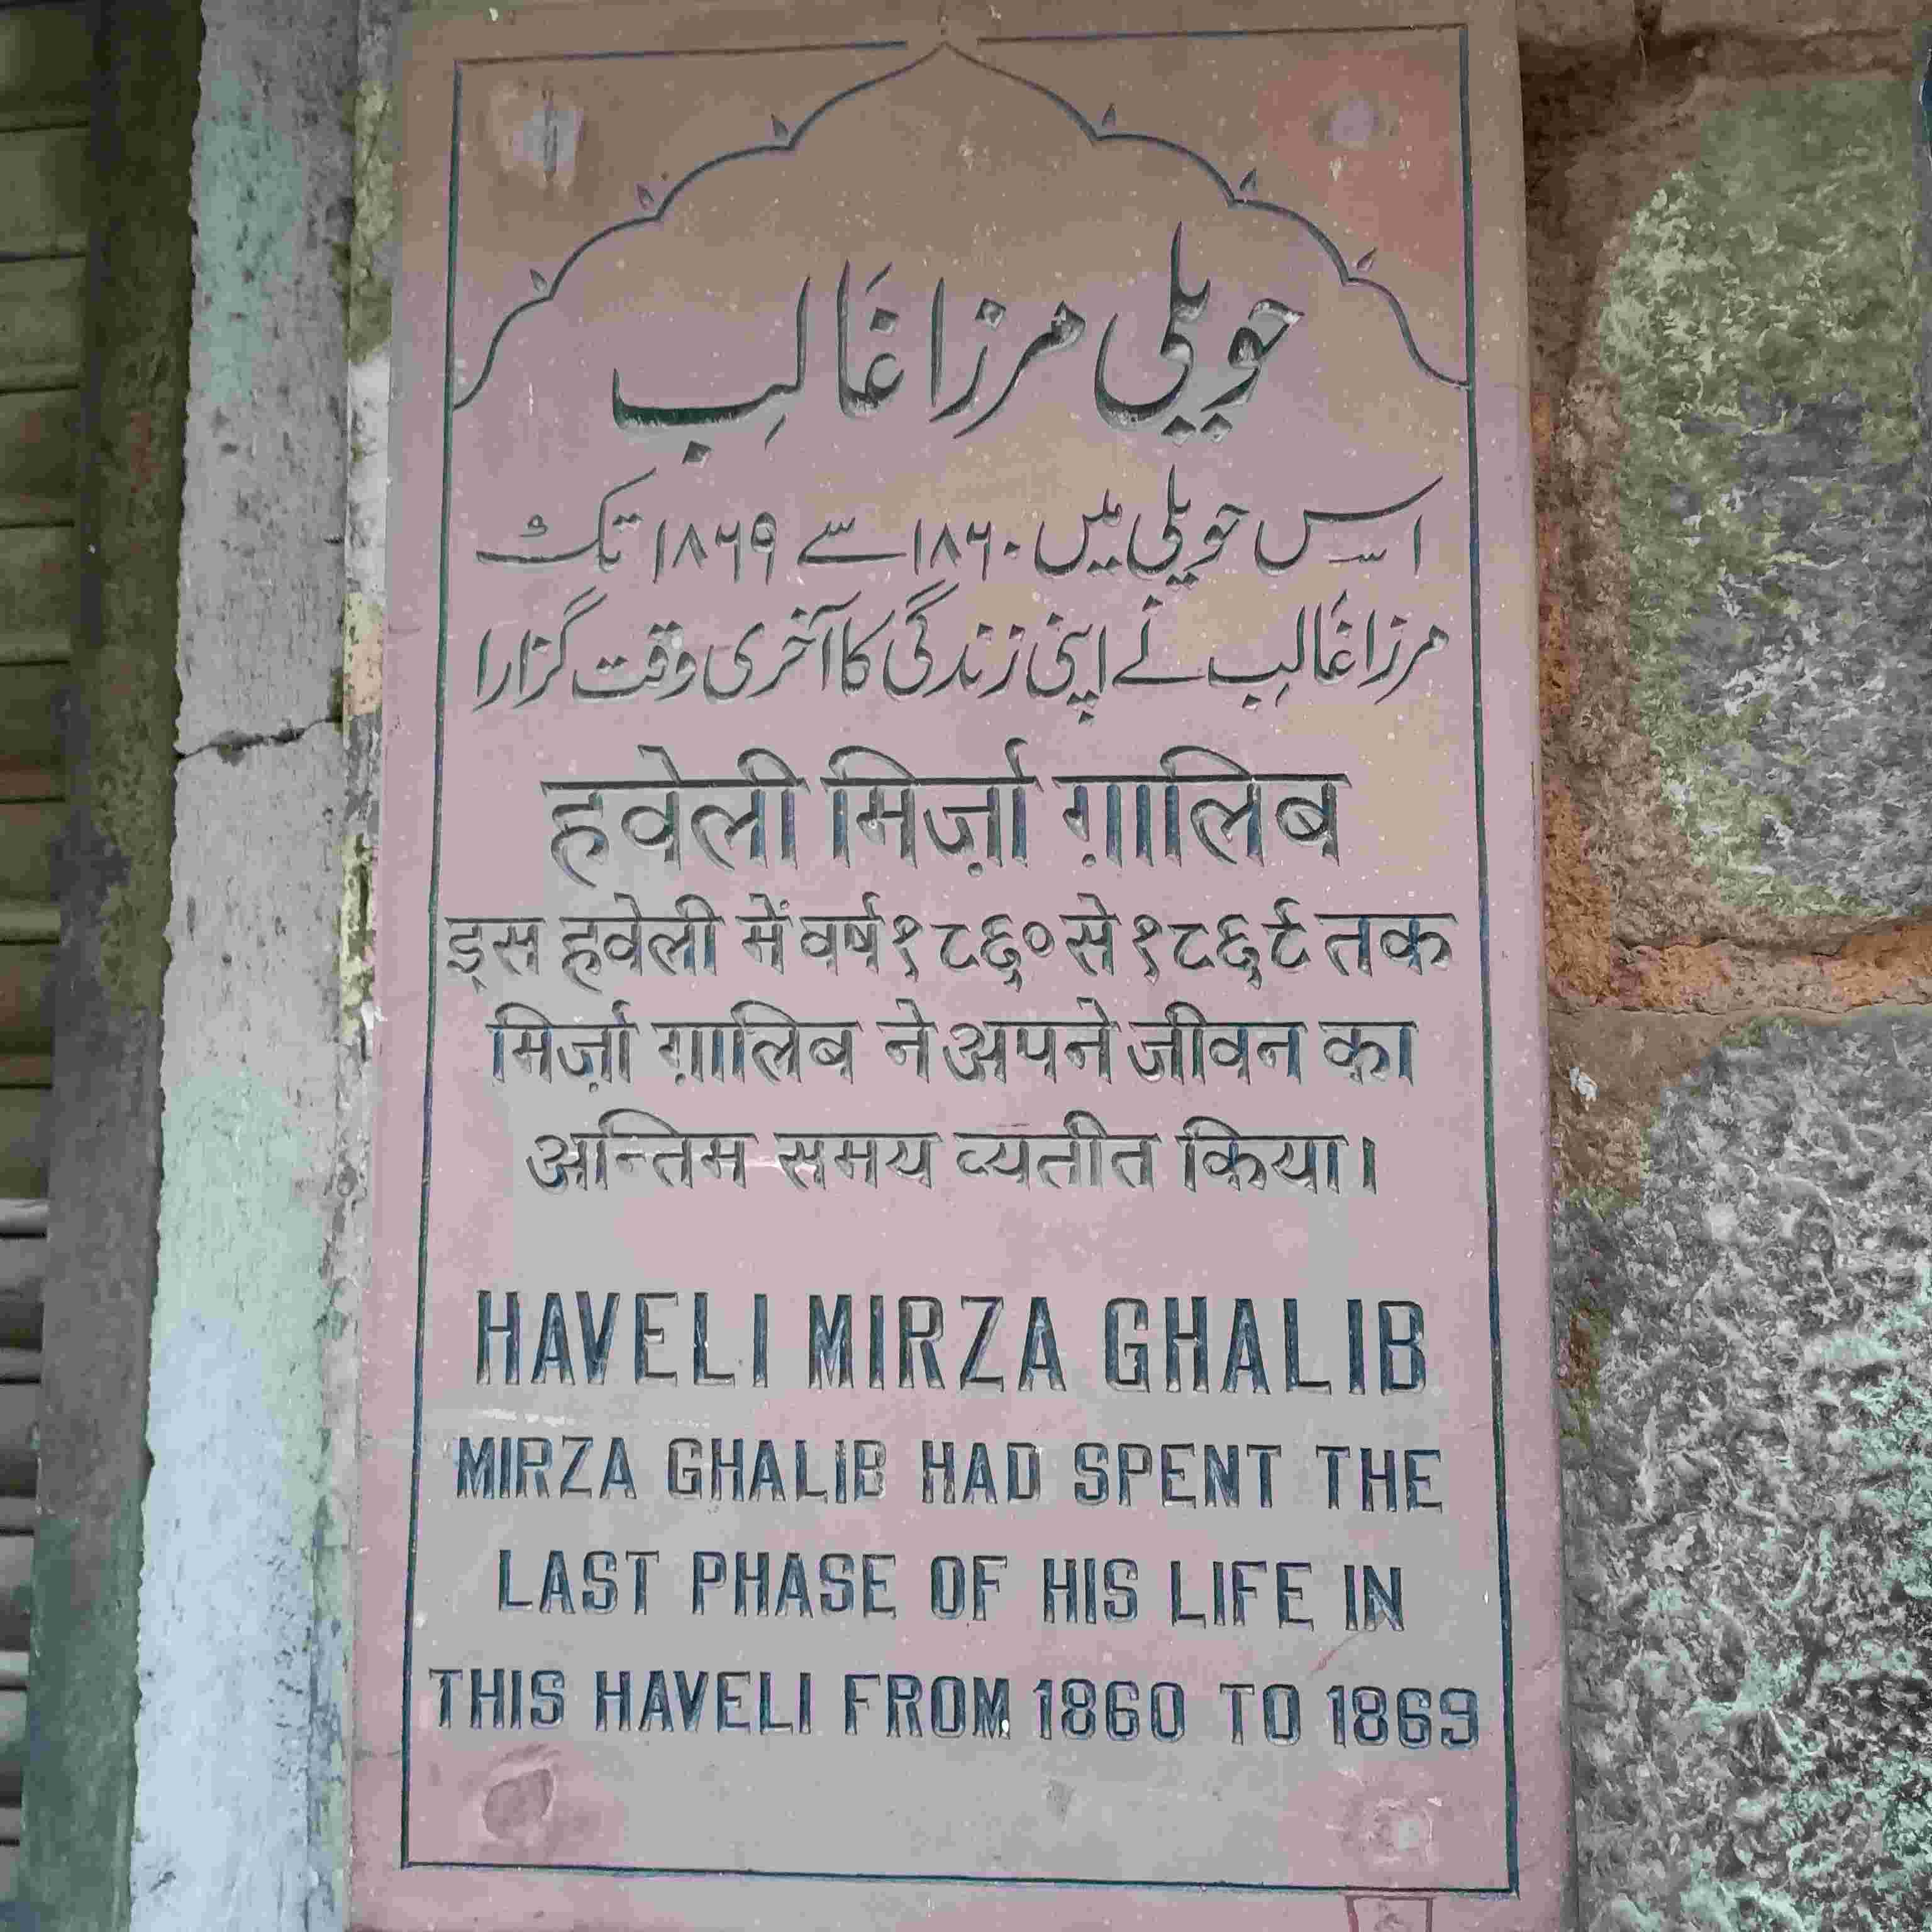 حویلی مرزا غالِب
اس حویلی میں ۱۸۶۰ سے ۱۸۶۹ تک
مرزا غالِب نے اپنی زندگی کا آخری وقت گزارا
हवेली मिर्ज़ा ग़ालिब
इस हवेली में वर्ष १८६० से १८६९ तक
मिर्ज़ा ग़ालिब ने अपने जीवन का
अन्तिम समय व्यतीत किया।
HAVELI MIRZA GHALIB
MIRZA GHALIB HAD SPENT THE
LAST PHASE OF HIS LIFE IN
THIS HAVELI FROM 1860 TO 1869